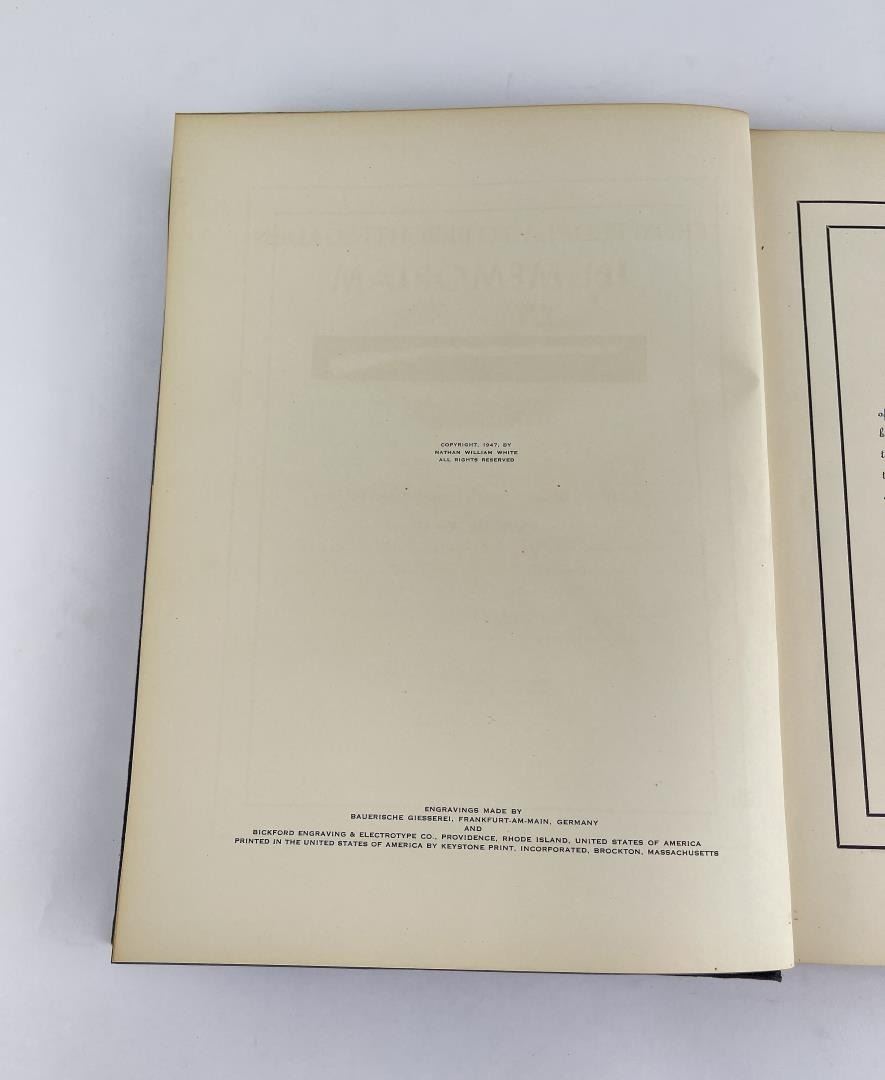 COPYRIGHT, 1947, BY
NATHAN WILLIAM WHITE
ALL RIGHTS RESERVED
ENGRAVINGS MADE BY
BAUERISCHE GIESSEREI, FRANKFURT-AM-MAIN, GERMANY
AND
BICKFORD ENGRAVING & ELECTROTYPE CO., PROVIDENCE, RHODE ISLAND, UNITED STATES OF AMERICA
PRINTED IN THE UNITED STATES OF AMERICA BY KEYSTONE PRINT, INCORPORATED, BROCKTON, MASSACHUSETTS